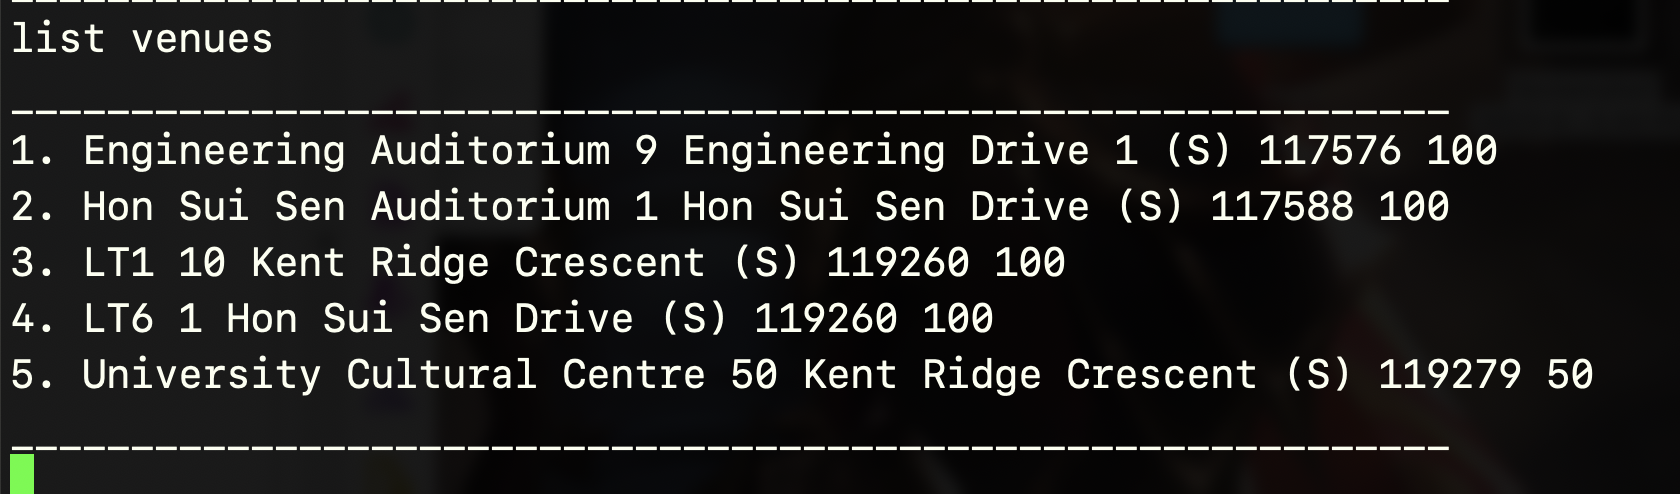 list venues
____________________________________________________________
1. Engineering Auditorium 9 Engineering Drive 1 (S) 117576 100
2. Hon Sui Sen Auditorium 1 Hon Sui Sen Drive (S) 117588 100
3. LT1 10 Kent Ridge Crescent (S) 119260 100
4. LT6 1 Hon Sui Sen Drive (S) 119260 100
5. University Cultural Centre 50 Kent Ridge Crescent (S) 119279 50
____________________________________________________________